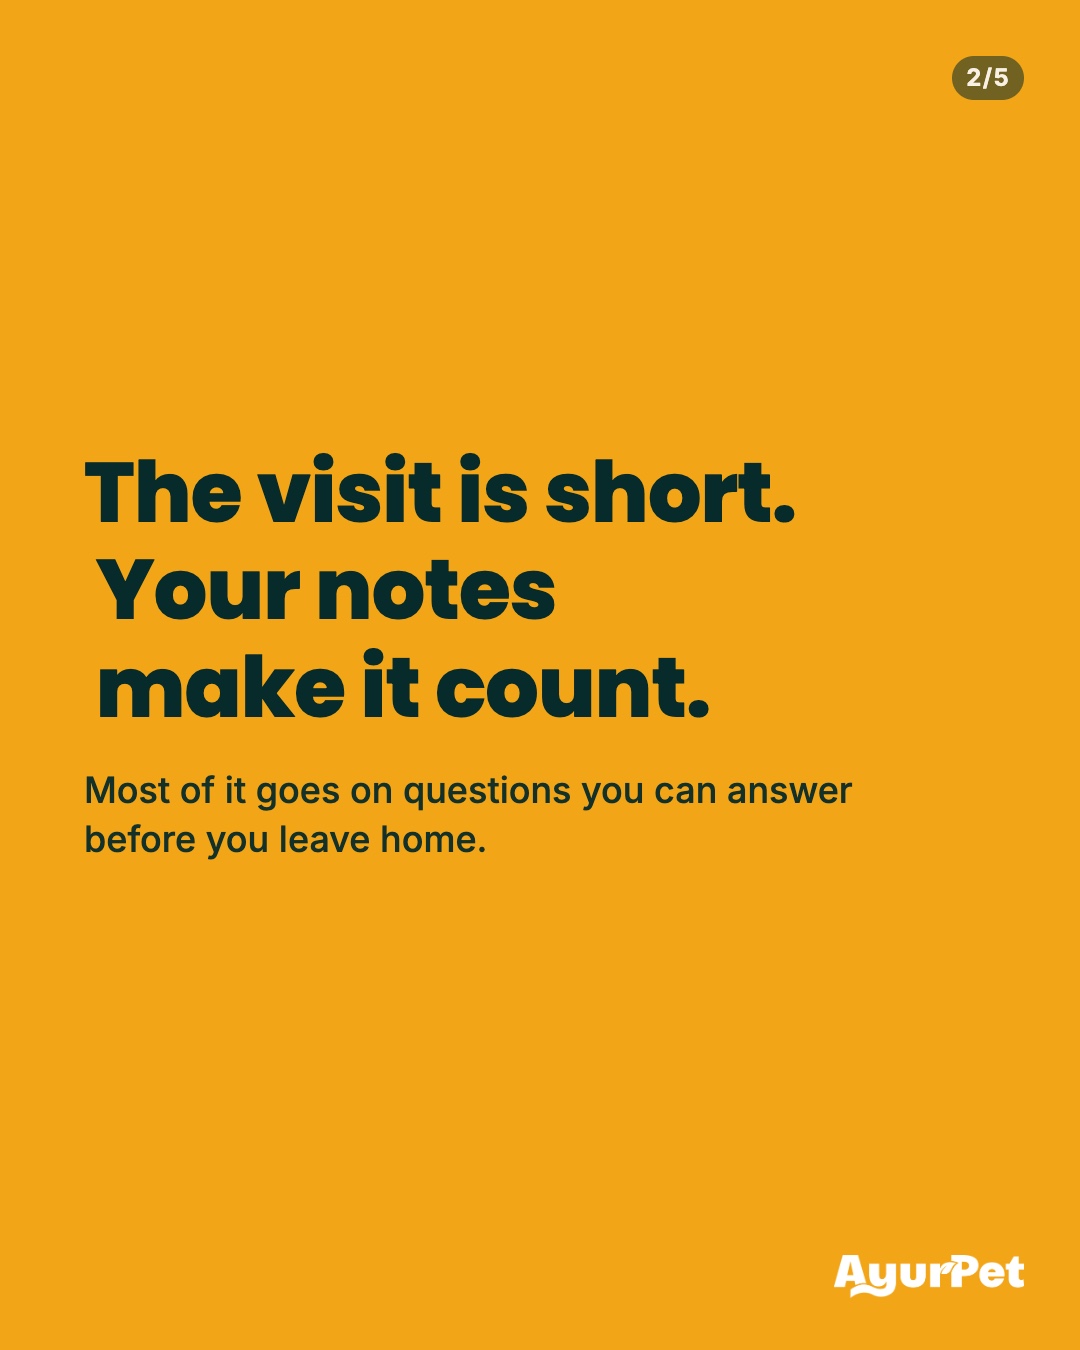 2/5
The visit is short.
Your notes
make it count.
Most of it goes on questions you can answer
before you leave home.
AyurPet